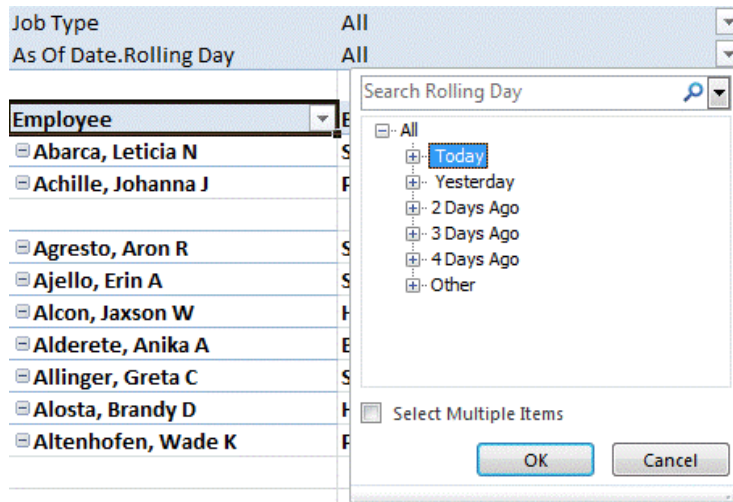 Job Type All
As Of Date.Rolling Day All
Search Rolling Day
Employee
All
Abarca, Leticia N
Today
Achille, Johanna J
Yesterday
2 Days Ago
3 Days Ago
Agresto, Aron R
4 Days Ago
Ajello, Erin A
Other
Alcon, Jaxson W
Alderete, Anika A
Allinger, Greta C
Alosta, Brandy D
Select Multiple Items
Altenhofen, Wade K
OK Cancel